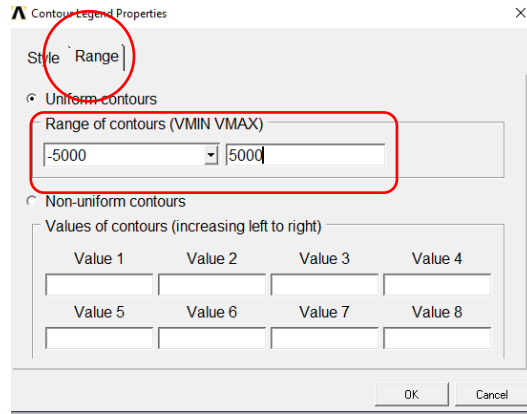 Contour Legend Properties
Style Range
Uniform contours
Range of contours (VMIN VMAX)
-5000 5000
Non-uniform contours
Values of contours (increasing left to right)
Value 1 Value 2 Value 3 Value 4
Value 5 Value 6 Value 7 Value 8
OK Cancel